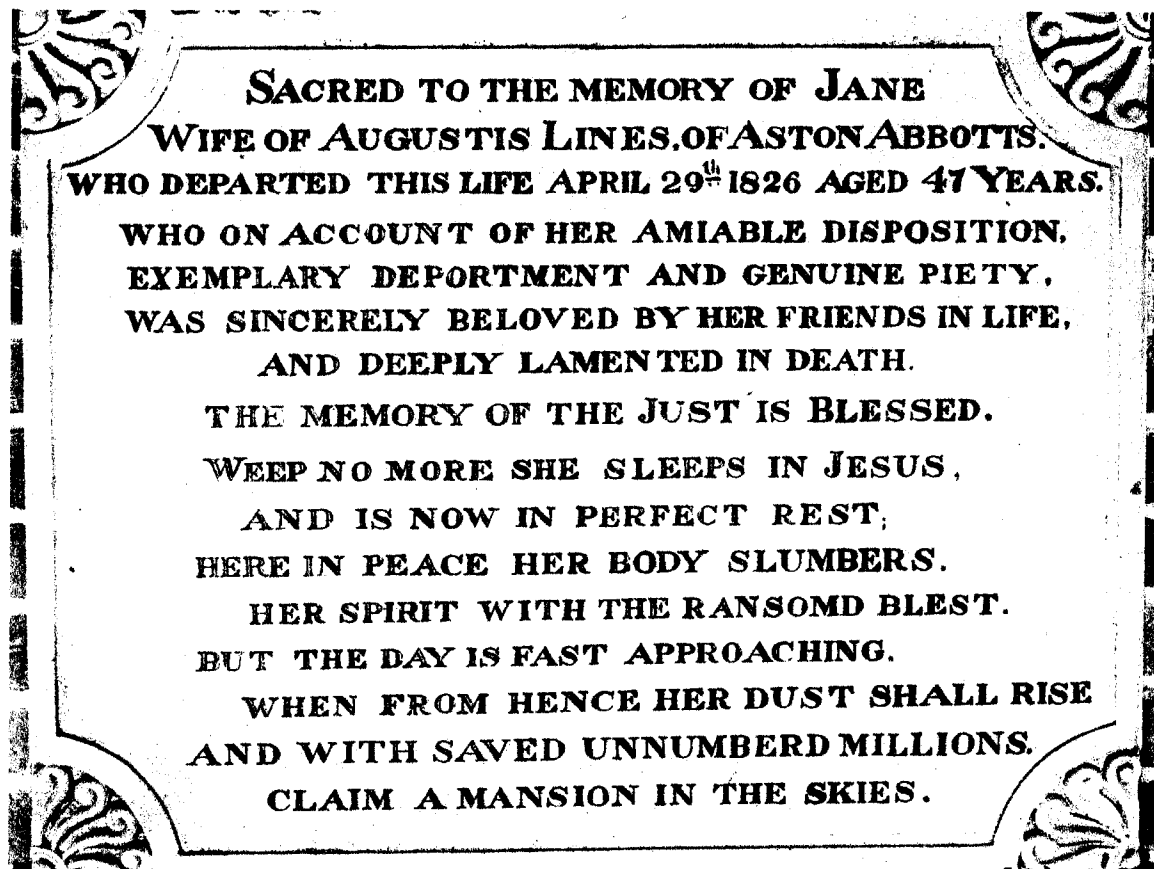 SACRED TO THE MEMORY OF JANE
WIFE OF AUGUSTIS LINES, OF ASTON ABBOTTS.
WHO DEPARTED THIS LIFE APRIL 29th 1826 AGED 47 YEARS.
WHO ON ACCOUNT OF HER AMIABLE DISPOSITION,
EXEMPLARY DEPORTMENT AND GENUINE PIETY,
WAS SINCERELY BELOVED BY HER FRIENDS IN LIFE,
AND DEEPLY LAMENTED IN DEATH.
THE MEMORY OF THE JUST IS BLESSED.
WEEP NO MORE SHE SLEEPS IN JESUS,
AND IS NOW IN PERFECT REST;
HERE IN PEACE HER BODY SLUMBERS.
HER SPIRIT WITH THE RANSOMD BLEST.
BUT THE DAY IS FAST APPROACHING.
WHEN FROM HENCE HER DUST SHALL RISE
AND WITH SAVED UNNUMBERD MILLIONS.
CLAIM A MANSION IN THE SKIES.